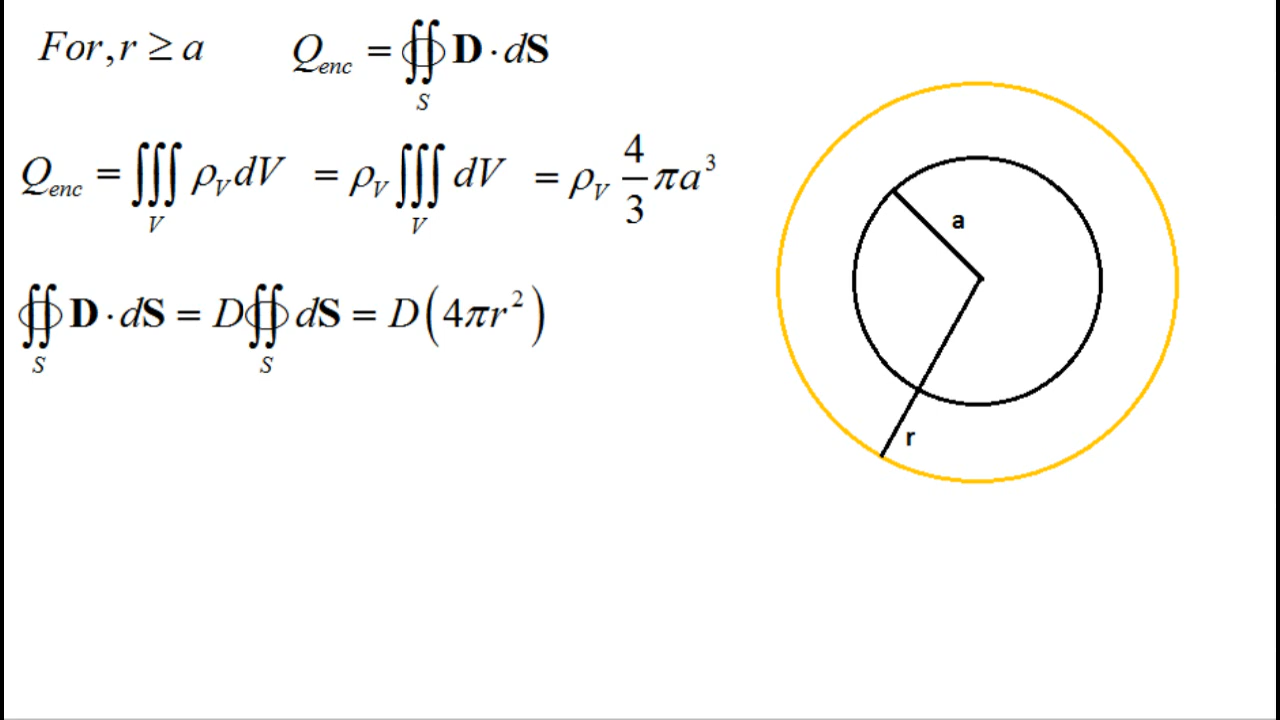 For, r ≥ a Q_enc = ∯_S D · dS
Q_enc = ∭_V ρ_V dV = ρ_V ∭_V dV = ρ_V 4/3 πa³
∯_S D · dS = D ∯_S dS = D(4πr²)
a
r